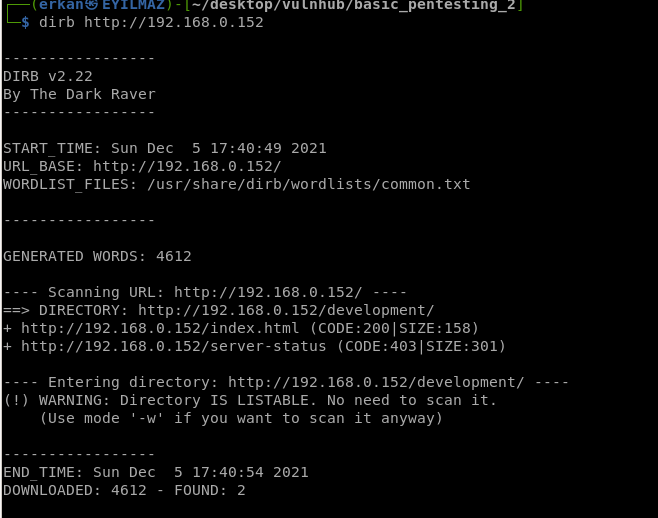 ┌──(erkan㉿EYILMAZ)-[~/desktop/vulnhub/basic_pentesting_2]
└─$ dirb http://192.168.0.152
-----------------
DIRB v2.22
By The Dark Raver
-----------------
START_TIME: Sun Dec  5 17:40:49 2021
URL_BASE: http://192.168.0.152/
WORDLIST_FILES: /usr/share/dirb/wordlists/common.txt
-----------------
GENERATED WORDS: 4612
---- Scanning URL: http://192.168.0.152/ ----
==> DIRECTORY: http://192.168.0.152/development/
+ http://192.168.0.152/index.html (CODE:200|SIZE:158)
+ http://192.168.0.152/server-status (CODE:403|SIZE:301)
---- Entering directory: http://192.168.0.152/development/ ----
(!) WARNING: Directory IS LISTABLE. No need to scan it.
    (Use mode '-w' if you want to scan it anyway)
-----------------
END_TIME: Sun Dec  5 17:40:54 2021
DOWNLOADED: 4612 - FOUND: 2